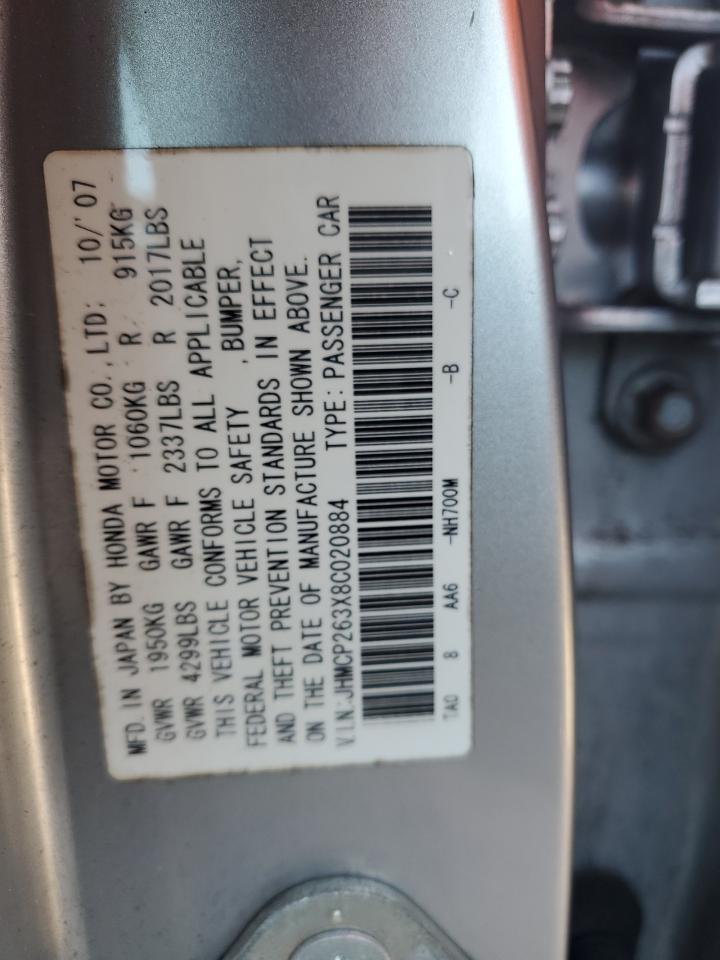 MFD. IN JAPAN BY HONDA MOTOR CO., LTD: 10/'07
GVWR 1950KG GAWR F 1060KG R 915KG
GVWR 4299LBS GAWR F 2337LBS R 2017LBS
THIS VEHICLE CONFORMS TO ALL APPLICABLE
FEDERAL MOTOR VEHICLE SAFETY ,BUMPER,
AND THEFT PREVENTION STANDARDS IN EFFECT
ON THE DATE OF MANUFACTURE SHOWN ABOVE.
V.I.N.:JHMCP263X8C020884 TYPE: PASSENGER CAR
TA0 8 AA6 -NH700M -B -C